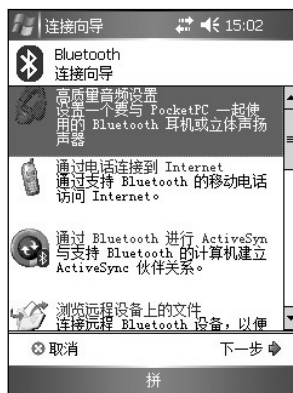 连接向导 15:02
Bluetooth
连接向导
高质量音频设置
设置一个要与 PocketPC 一起使
用的 Bluetooth 耳机或立体声扬
声器
通过电话连接到 Internet
通过支持 Bluetooth 的移动电话
访问 Internet。
通过 Bluetooth 进行 ActiveSyn
与支持 Bluetooth 的计算机建立
ActiveSync 伙伴关系。
浏览远程设备上的文件
连接远程 Bluetooth 设备，以便
取消 下一步
拼